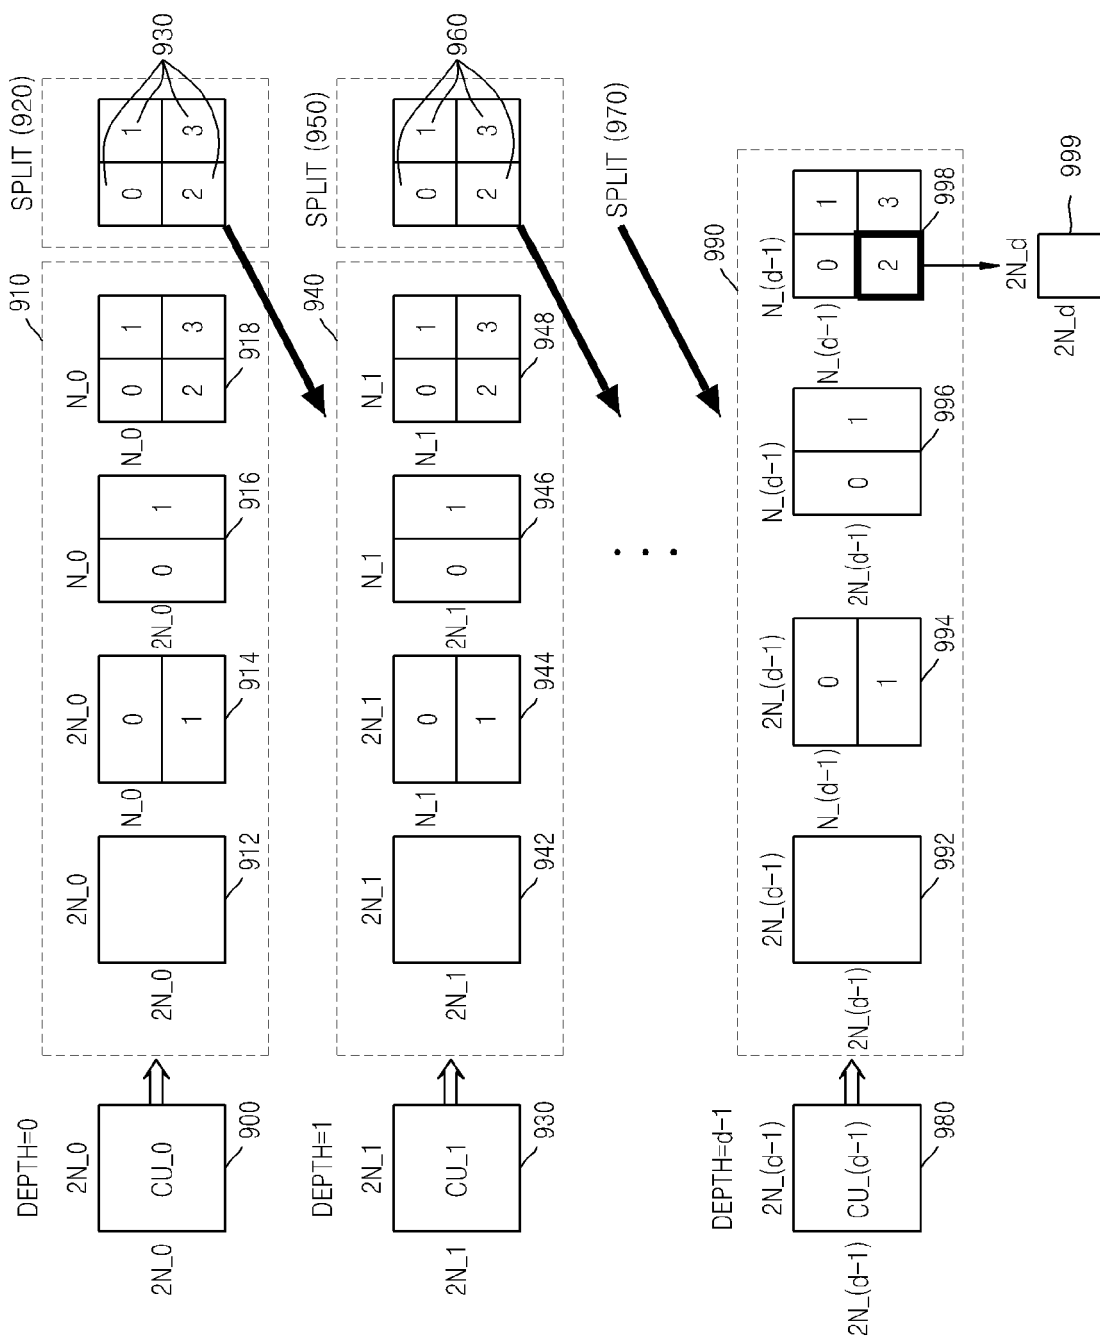 DEPTH=0
2N_0
2N_0
CU_0
900
910
2N_0
2N_0
912
2N_0
N_0
0
1
914
N_0
2N_0
0
1
916
N_0
N_0
0
1
2
3
918
SPLIT (920)
0
1
2
3
930
DEPTH=1
2N_1
2N_1
CU_1
930
940
2N_1
2N_1
942
2N_1
N_1
0
1
944
N_1
2N_1
0
1
946
N_1
N_1
0
1
2
3
948
SPLIT (950)
0
1
2
3
960
SPLIT (970)
DEPTH=d-1
2N_(d-1)
2N_(d-1)
CU_(d-1)
980
990
2N_(d-1)
2N_(d-1)
992
2N_(d-1)
N_(d-1)
0
1
994
N_(d-1)
2N_(d-1)
0
1
996
N_(d-1)
N_(d-1)
0
1
2
3
998
2N_d
2N_d
999